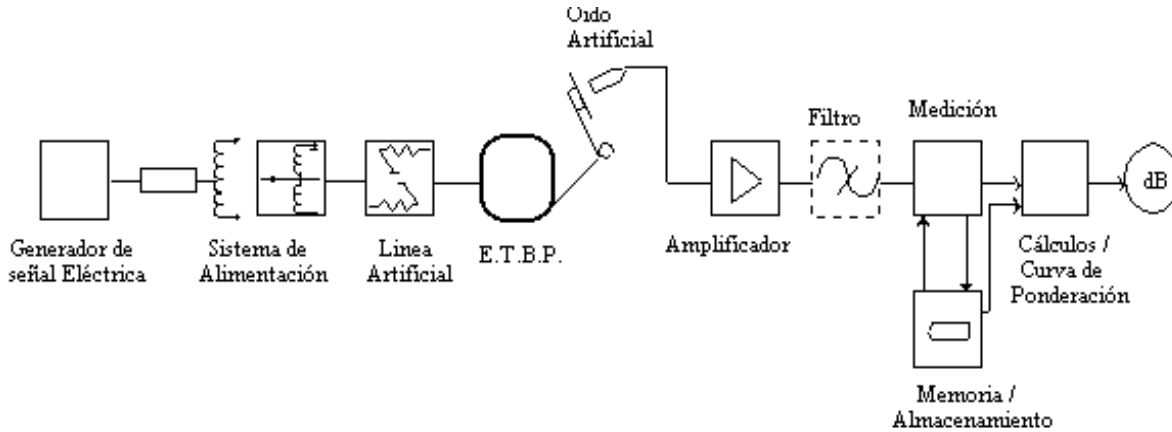 Oído
Artificial
Filtro
Medición
dB
Generador de
señal Eléctrica
Sistema de
Alimentación
Linea
Artificial
E.T.B.P.
Amplificador
Cálculos /
Curva de
Ponderación
Memoria /
Almacenamiento